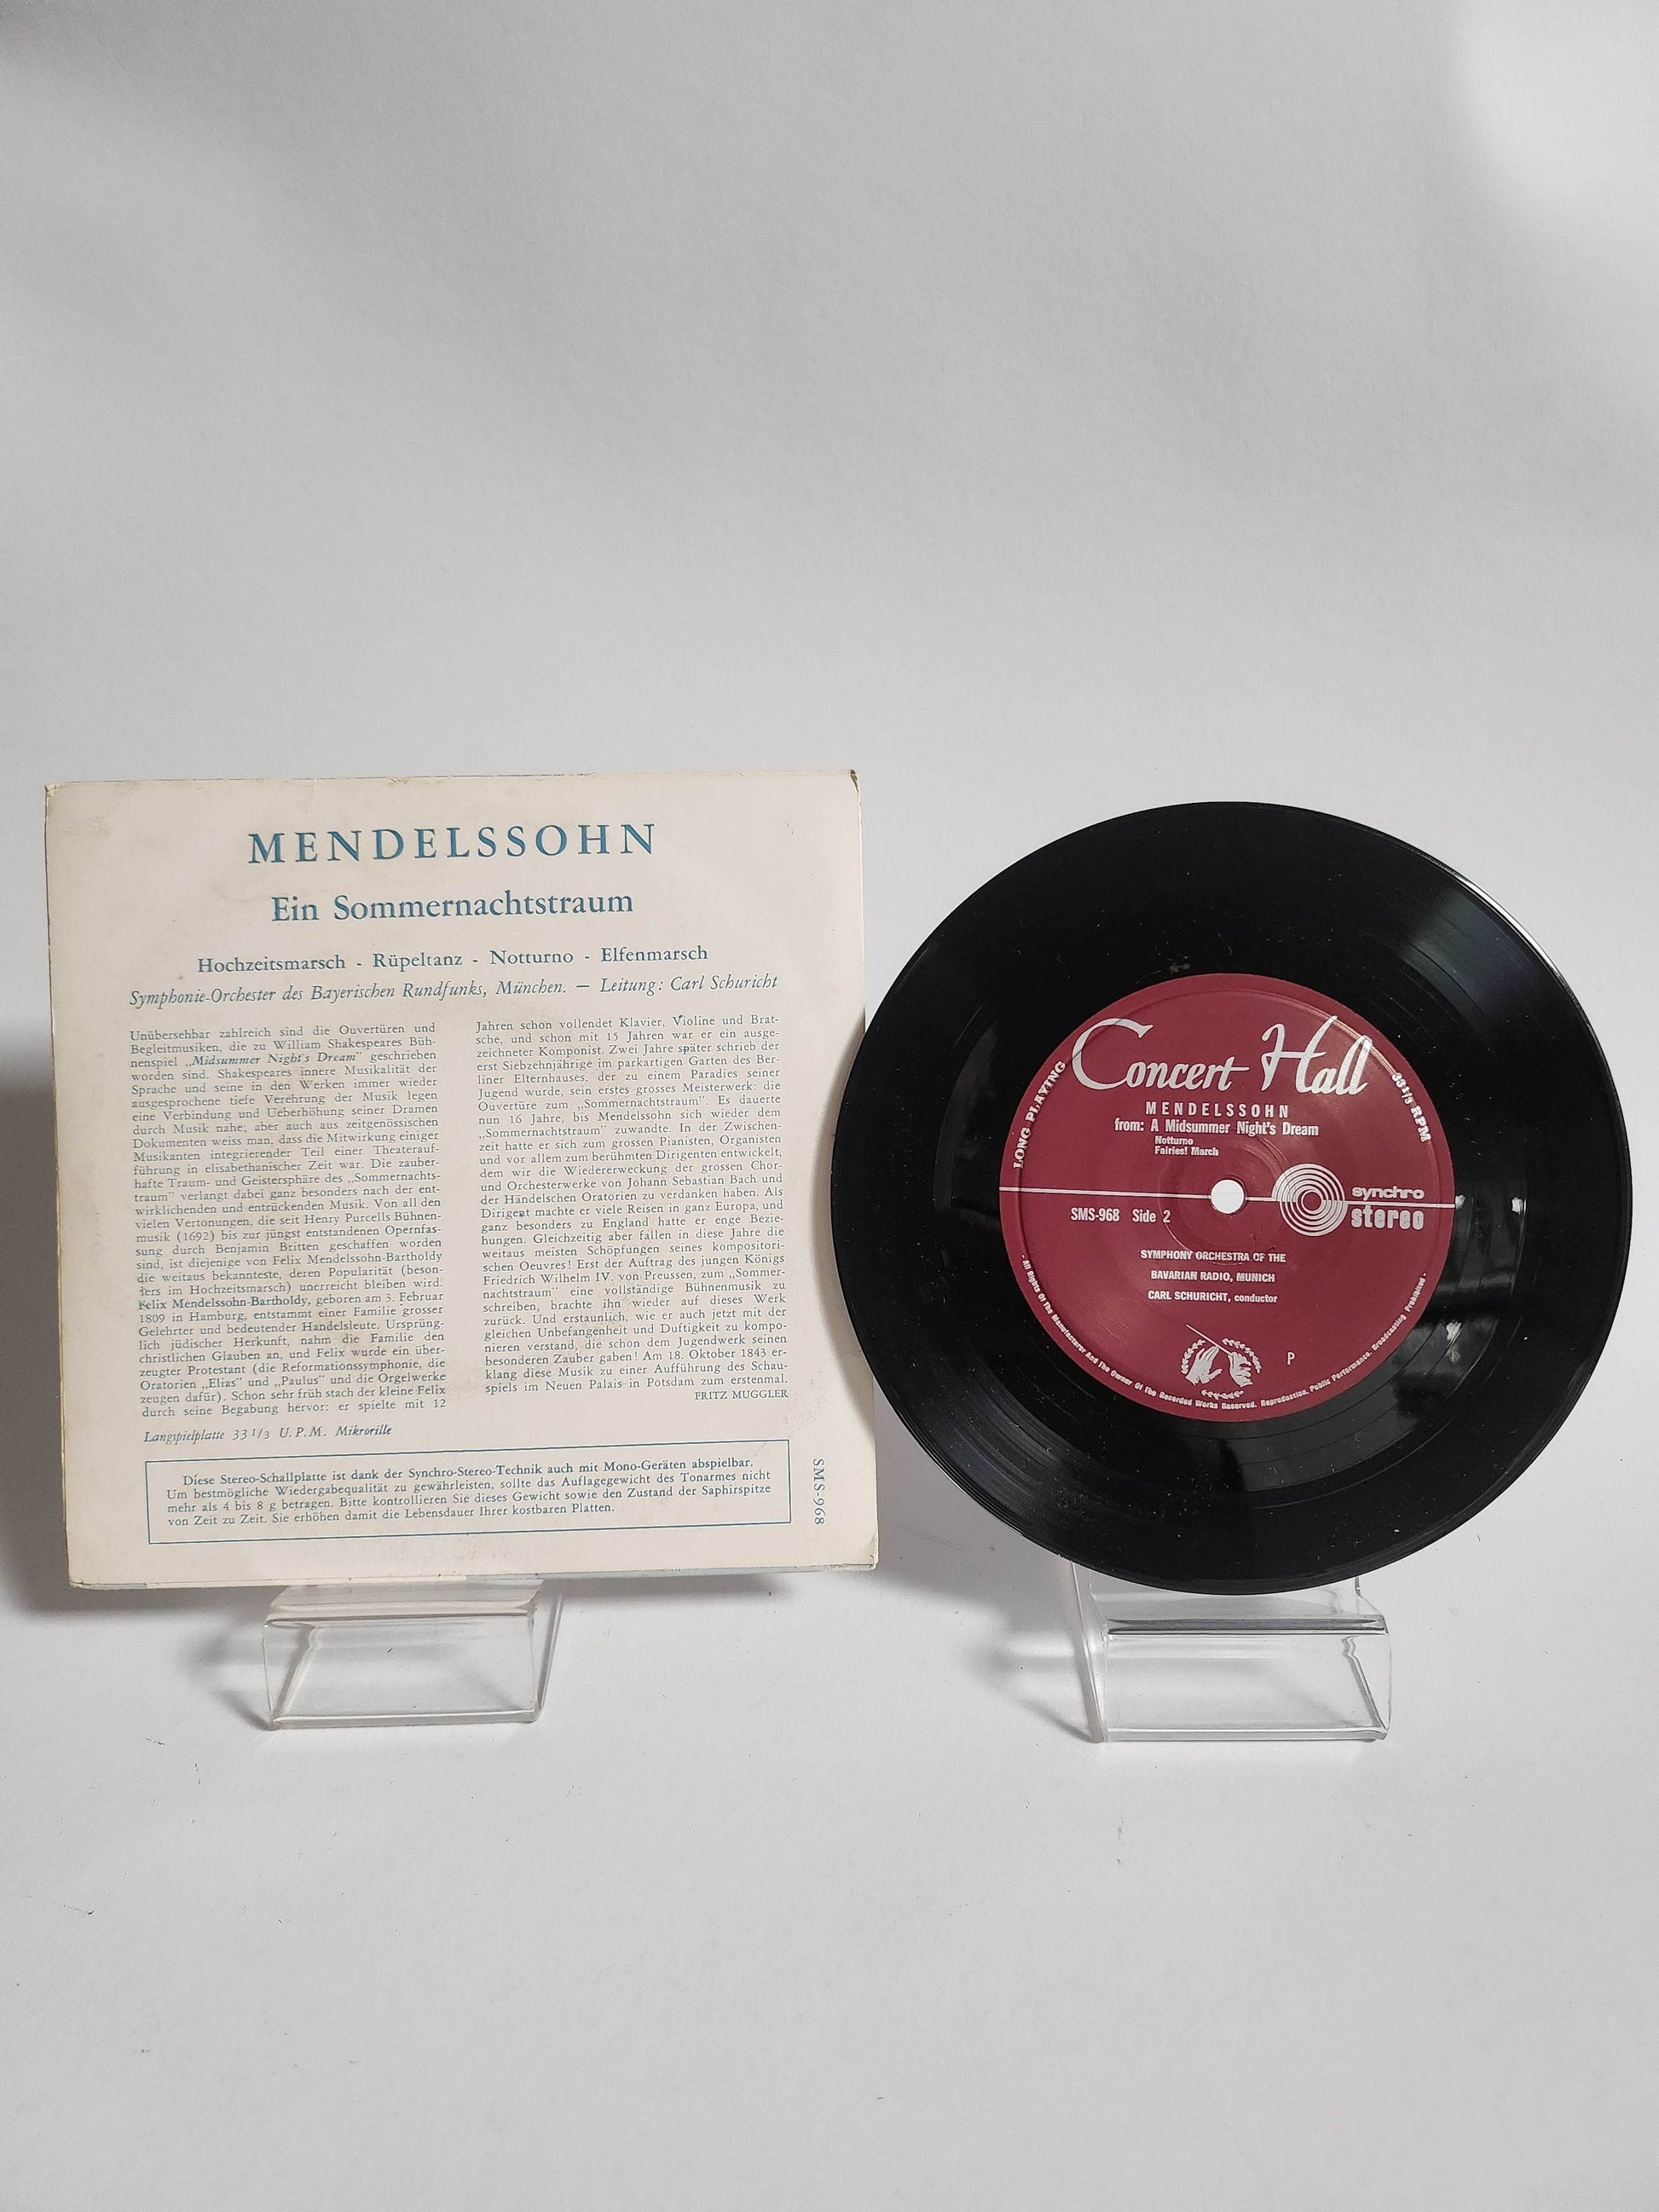 MENDELSSOHN
Ein Sommernachtstraum
Hochzeitsmarsch - Rüpeltanz - Notturno - Elfenmarsch
Symphonie-Orchester des Bayerischen Rundfunks, München. — Leitung: Carl Schuricht
Unübersehbar zahlreich sind die Ouvertüren und
Begleitmusiken, die zu William Shakespeares Büh-
nenspiel „Midsummer Night's Dream" geschrieben
worden sind. Shakespeares innere Musikalität der
Sprache und seine in den Werken immer wieder
ausgesprochene tiefe Verehrung der Musik legen
eine Verbindung und Ueberhöhung seiner Dramen
durch Musik nahe; aber auch aus zeitgenössischen
Dokumenten weiss man, dass die Mitwirkung einiger
Musikanten integrierender Teil einer Theaterauf-
führung in elisabethanischer Zeit war. Die zauber-
hafte Traum- und Geistersphäre des „Sommernachts-
traum" verlangt dabei ganz besonders nach der ent-
wirklichenden und entrückenden Musik. Von all den
vielen Vertonungen, die seit Henry Purcells Bühnen-
musik (1692) bis zur jüngst entstandenen Opernfas-
sung durch Benjamin Britten geschaffen worden
sind, ist diejenige von Felix Mendelssohn-Bartholdy
die weitaus bekannteste, deren Popularität (beson-
ders im Hochzeitsmarsch) unerreicht bleiben wird.
Felix Mendelssohn-Bartholdy, geboren am 3. Februar
1809 in Hamburg, entstammt einer Familie grosser
Gelehrter und bedeutender Handelsleute. Ursprüng-
lich jüdischer Herkunft, nahm die Familie den
christlichen Glauben an, und Felix wurde ein über-
zeugter Protestant (die Reformationssymphonie, die
Oratorien „Elias" und „Paulus" und die Orgelwerke
zeugen dafür). Schon sehr früh stach der kleine Felix
durch seine Begabung hervor: er spielte mit 12
Jahren schon vollendet Klavier, Violine und Brat-
sche, und schon mit 15 Jahren war er ein ausge-
zeichneter Komponist. Zwei Jahre später schrieb der
erst Siebzehnjährige im parkartigen Garten des Ber-
liner Elternhauses, der zu einem Paradies seiner
Jugend wurde, sein erstes grosses Meisterwerk: die
Ouvertüre zum „Sommernachtstraum". Es dauerte
nun 16 Jahre, bis Mendelssohn sich wieder dem
„Sommernachtstraum" zuwandte. In der Zwischen-
zeit hatte er sich zum grossen Pianisten, Organisten
und vor allem zum berühmten Dirigenten entwickelt,
dem wir die Wiedererweckung der grossen Chor-
und Orchesterwerke von Johann Sebastian Bach und
der Händelschen Oratorien zu verdanken haben. Als
Dirigent machte er viele Reisen in ganz Europa, und
ganz besonders zu England hatte er enge Bezie-
hungen. Gleichzeitig aber fallen in diese Jahre die
weitaus meisten Schöpfungen seines kompositori-
schen Oeuvres! Erst der Auftrag des jungen Königs
Friedrich Wilhelm IV. von Preussen, zum „Sommer-
nachtstraum" eine vollständige Bühnenmusik zu
schreiben, brachte ihn wieder auf dieses Werk
zurück. Und erstaunlich, wie er auch jetzt mit der
gleichen Unbefangenheit und Duftigkeit zu kompo-
nieren verstand, die schon dem Jugendwerk seinen
besonderen Zauber gaben! Am 18. Oktober 1843 er-
klang diese Musik zu einer Aufführung des Schau-
spiels im Neuen Palais in Potsdam zum erstenmal.
FRITZ MUGGLER
Langspielplatte 33 1/3 U.P.M. Mikrorille
Diese Stereo-Schallplatte ist dank der Synchro-Stereo-Technik auch mit Mono-Geräten abspielbar.
Um bestmögliche Wiedergabequalität zu gewährleisten, sollte das Auflagegewicht des Tonarmes nicht
mehr als 4 bis 8 g betragen. Bitte kontrollieren Sie dieses Gewicht sowie den Zustand der Saphirspitze
von Zeit zu Zeit. Sie erhöhen damit die Lebensdauer Ihrer kostbaren Platten.
SMS-968
Concert Hall
LONG PLAYING
33 1/3 RPM
MENDELSSOHN
from: A Midsummer Night's Dream
Notturno
Fairies! March
synchro
stereo
SMS-968 Side 2
SYMPHONY ORCHESTRA OF THE
BAVARIAN RADIO, MUNICH
CARL SCHURICHT, conductor
P
- All Rights Of The Manufacturer And The Owner Of The Recorded Works Reserved. Reproduction, Public Performance, Broadcasting Prohibited -